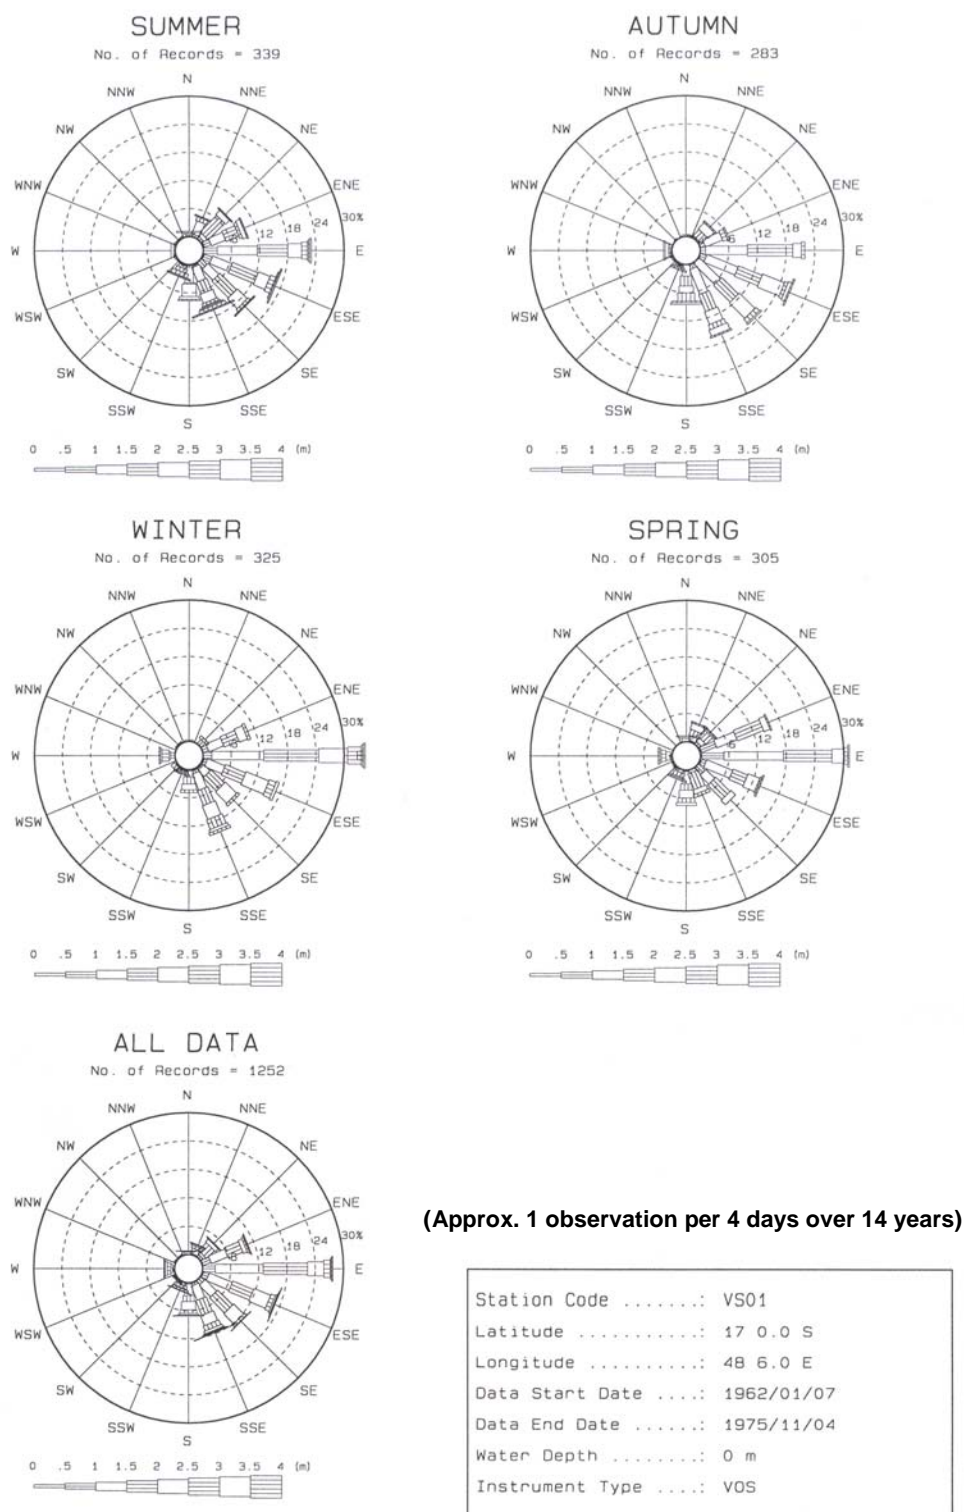 SUMMER
No. of Records = 339
N
NNW NNE
NW NE
WNW ENE
6 12 18 24 30%
W E
WSW ESE
SW SE
SSW SSE
S
0 .5 1 1.5 2 2.5 3 3.5 4 (m)
AUTUMN
No. of Records = 283
N
NNW NNE
NW NE
WNW ENE
6 12 18 24 30%
W E
WSW ESE
SW SE
SSW SSE
S
0 .5 1 1.5 2 2.5 3 3.5 4 (m)
WINTER
No. of Records = 325
N
NNW NNE
NW NE
WNW ENE
6 12 18 24 30%
W E
WSW ESE
SW SE
SSW SSE
S
0 .5 1 1.5 2 2.5 3 3.5 4 (m)
SPRING
No. of Records = 305
N
NNW NNE
NW NE
WNW ENE
6 12 18 24 30%
W E
WSW ESE
SW SE
SSW SSE
S
0 .5 1 1.5 2 2.5 3 3.5 4 (m)
ALL DATA
No. of Records = 1252
N
NNW NNE
NW NE
WNW ENE
6 12 18 24 30%
W E
WSW ESE
SW SE
SSW SSE
S
0 .5 1 1.5 2 2.5 3 3.5 4 (m)
(Approx. 1 observation per 4 days over 14 years)
Station Code .......: VS01
Latitude ...........: 17 0.0 S
Longitude ..........: 48 6.0 E
Data Start Date ....: 1962/01/07
Data End Date ......: 1975/11/04
Water Depth ........: 0 m
Instrument Type ....: VOS